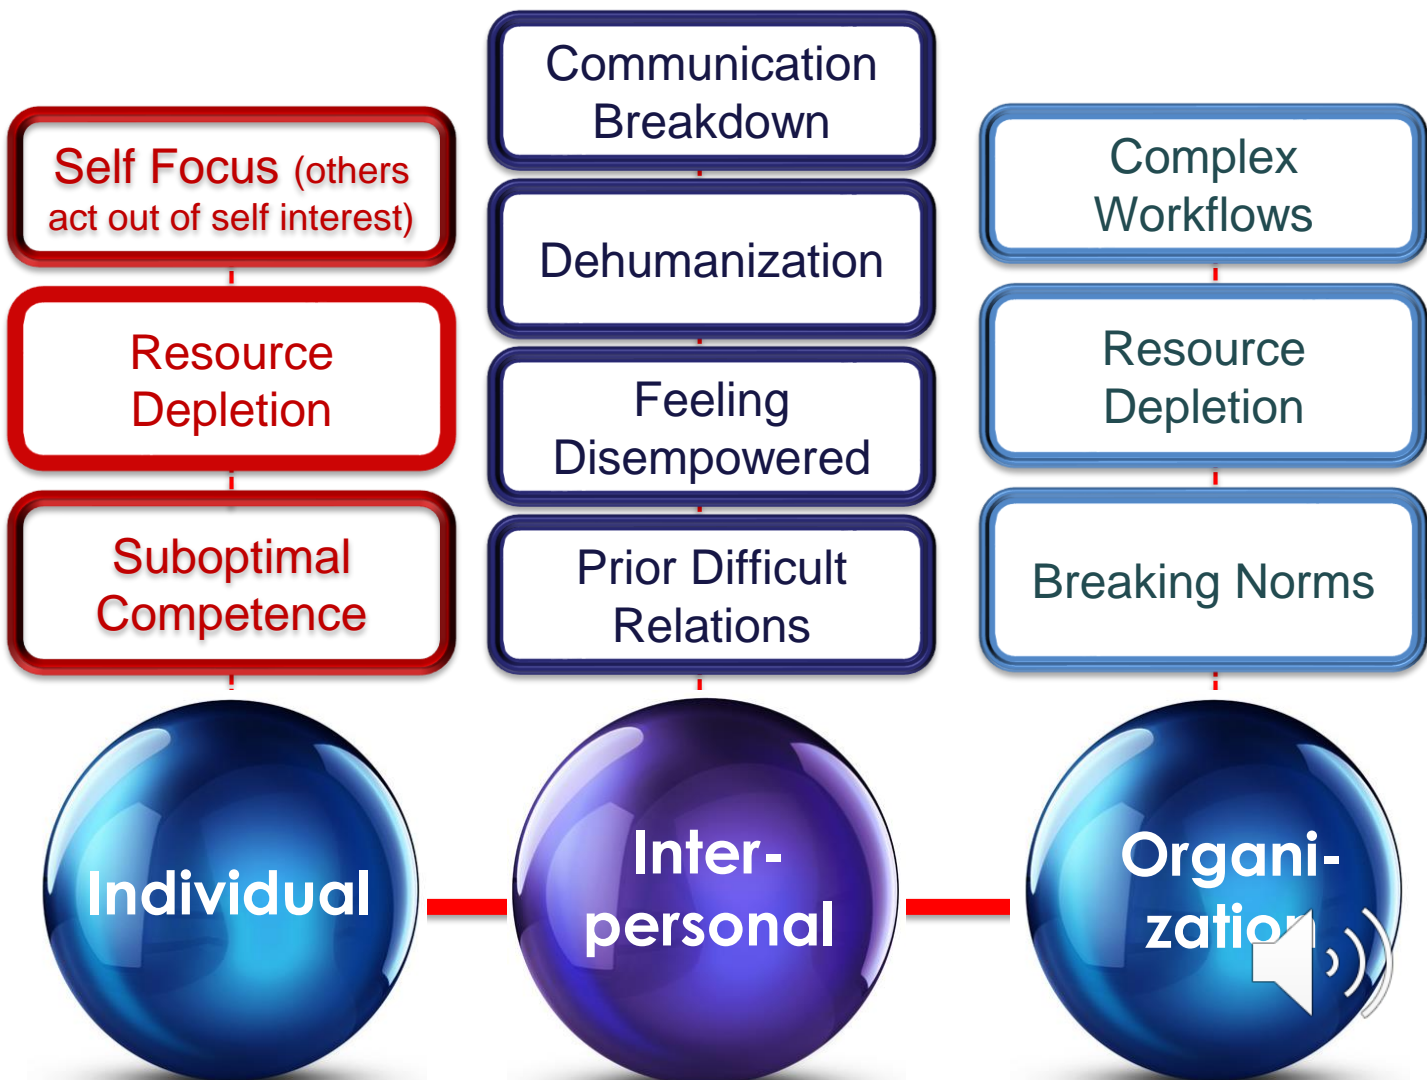 Self Focus (others
act out of self interest)
Resource
Depletion
Suboptimal
Competence
Individual
Communication
Breakdown
Dehumanization
Feeling
Disempowered
Prior Difficult
Relations
Inter-
personal
Complex
Workflows
Resource
Depletion
Breaking Norms
Organi-
zation